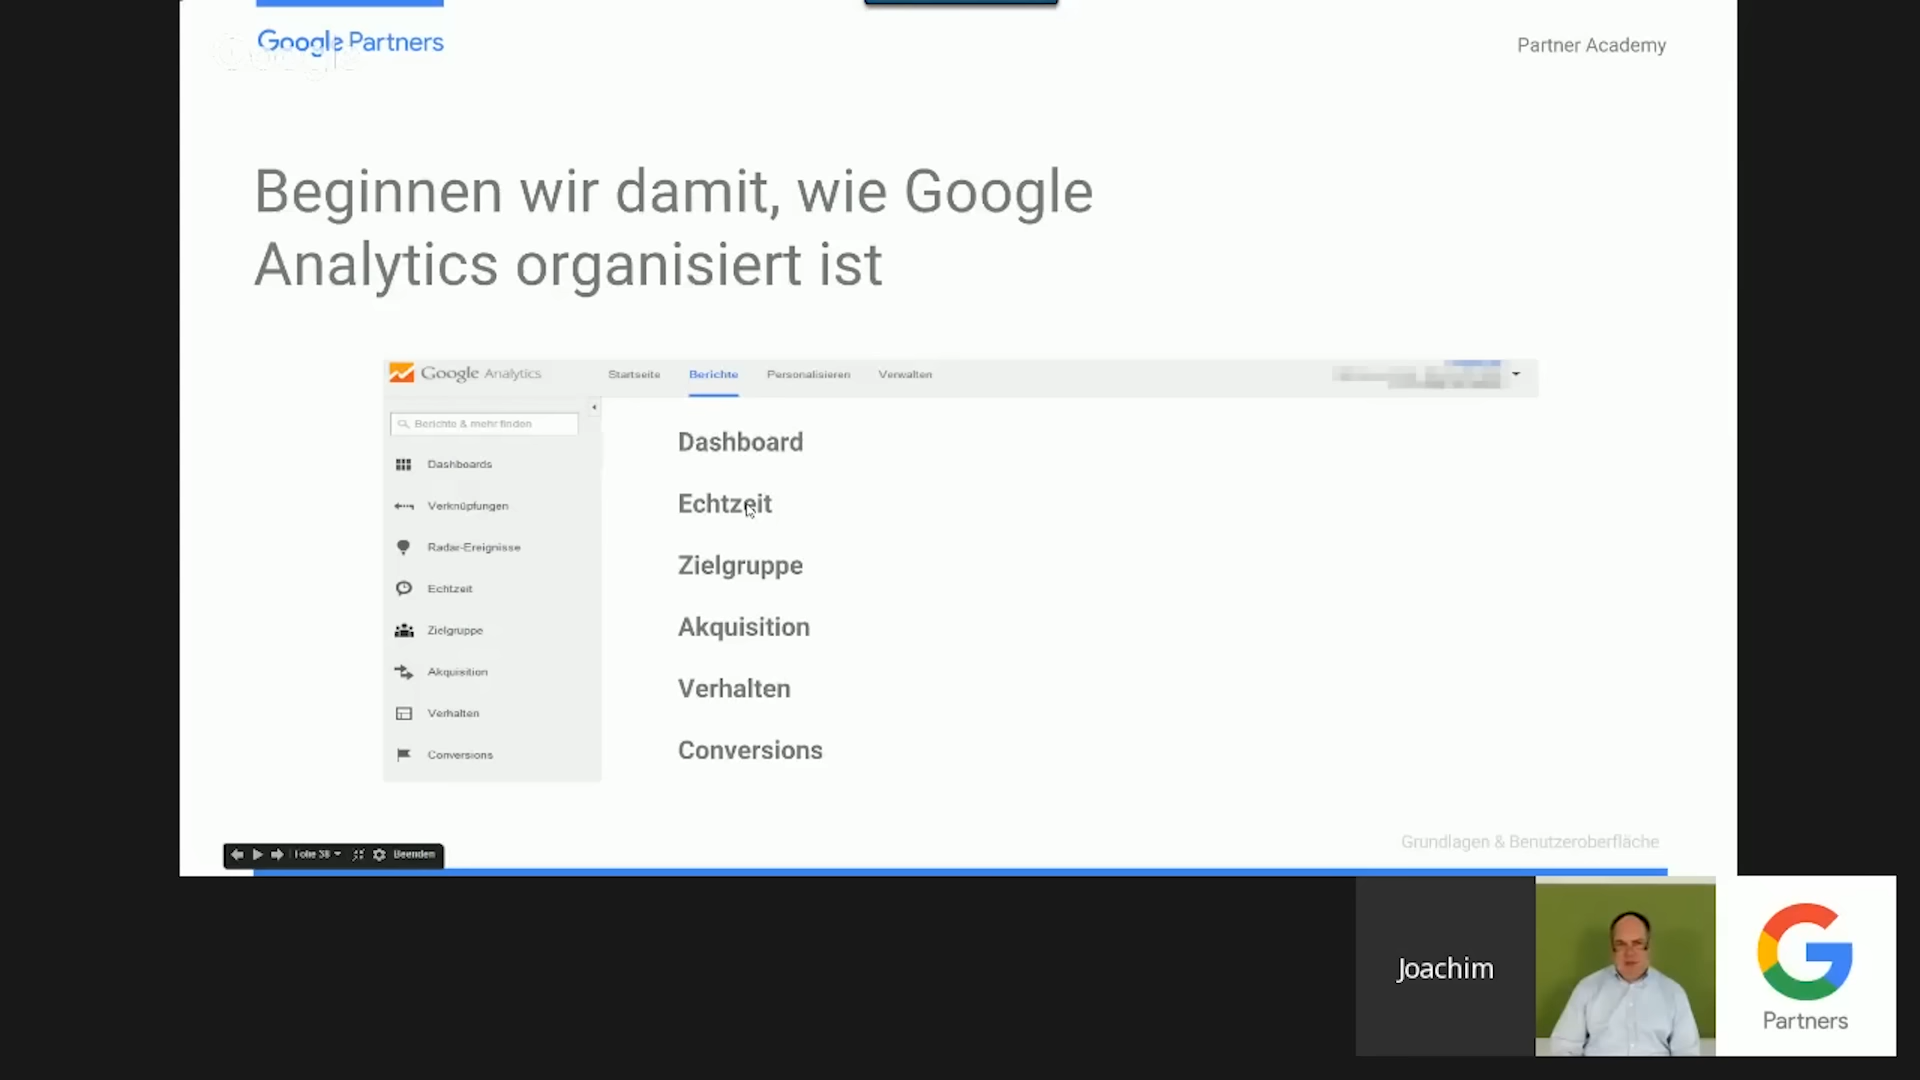 Google Partners
Partner Academy
Beginnen wir damit, wie Google
Analytics organisiert ist
Google Analytics
Startseite
Berichte
Personalisieren
Verwalten
Berichte & mehr finden
Dashboards
Verknüpfungen
Radar-Ereignisse
Echtzeit
Zielgruppe
Akquisition
Verhalten
Conversions
Dashboard
Echtzeit
Zielgruppe
Akquisition
Verhalten
Conversions
Grundlagen & Benutzeroberfläche
Folie 38
Beenden
Joachim
Partners